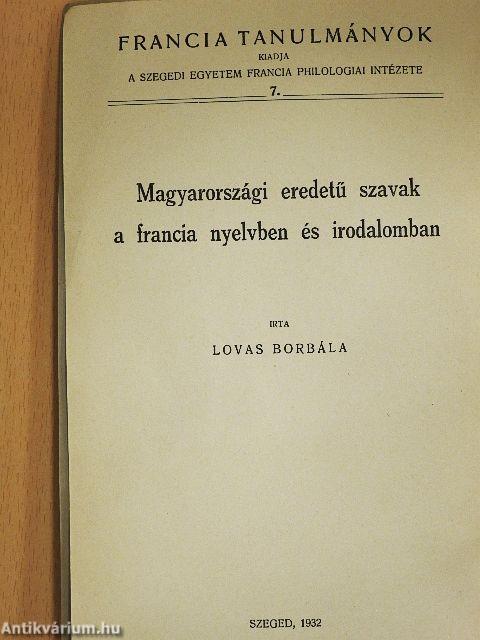 FRANCIA TANULMÁNYOK
KIADJA
A SZEGEDI EGYETEM FRANCIA PHILOLOGIAI INTÉZETE
7.
Magyarországi eredetű szavak
a francia nyelvben és irodalomban
IRTA
LOVAS BORBÁLA
SZEGED, 1932
Antikvárium.hu